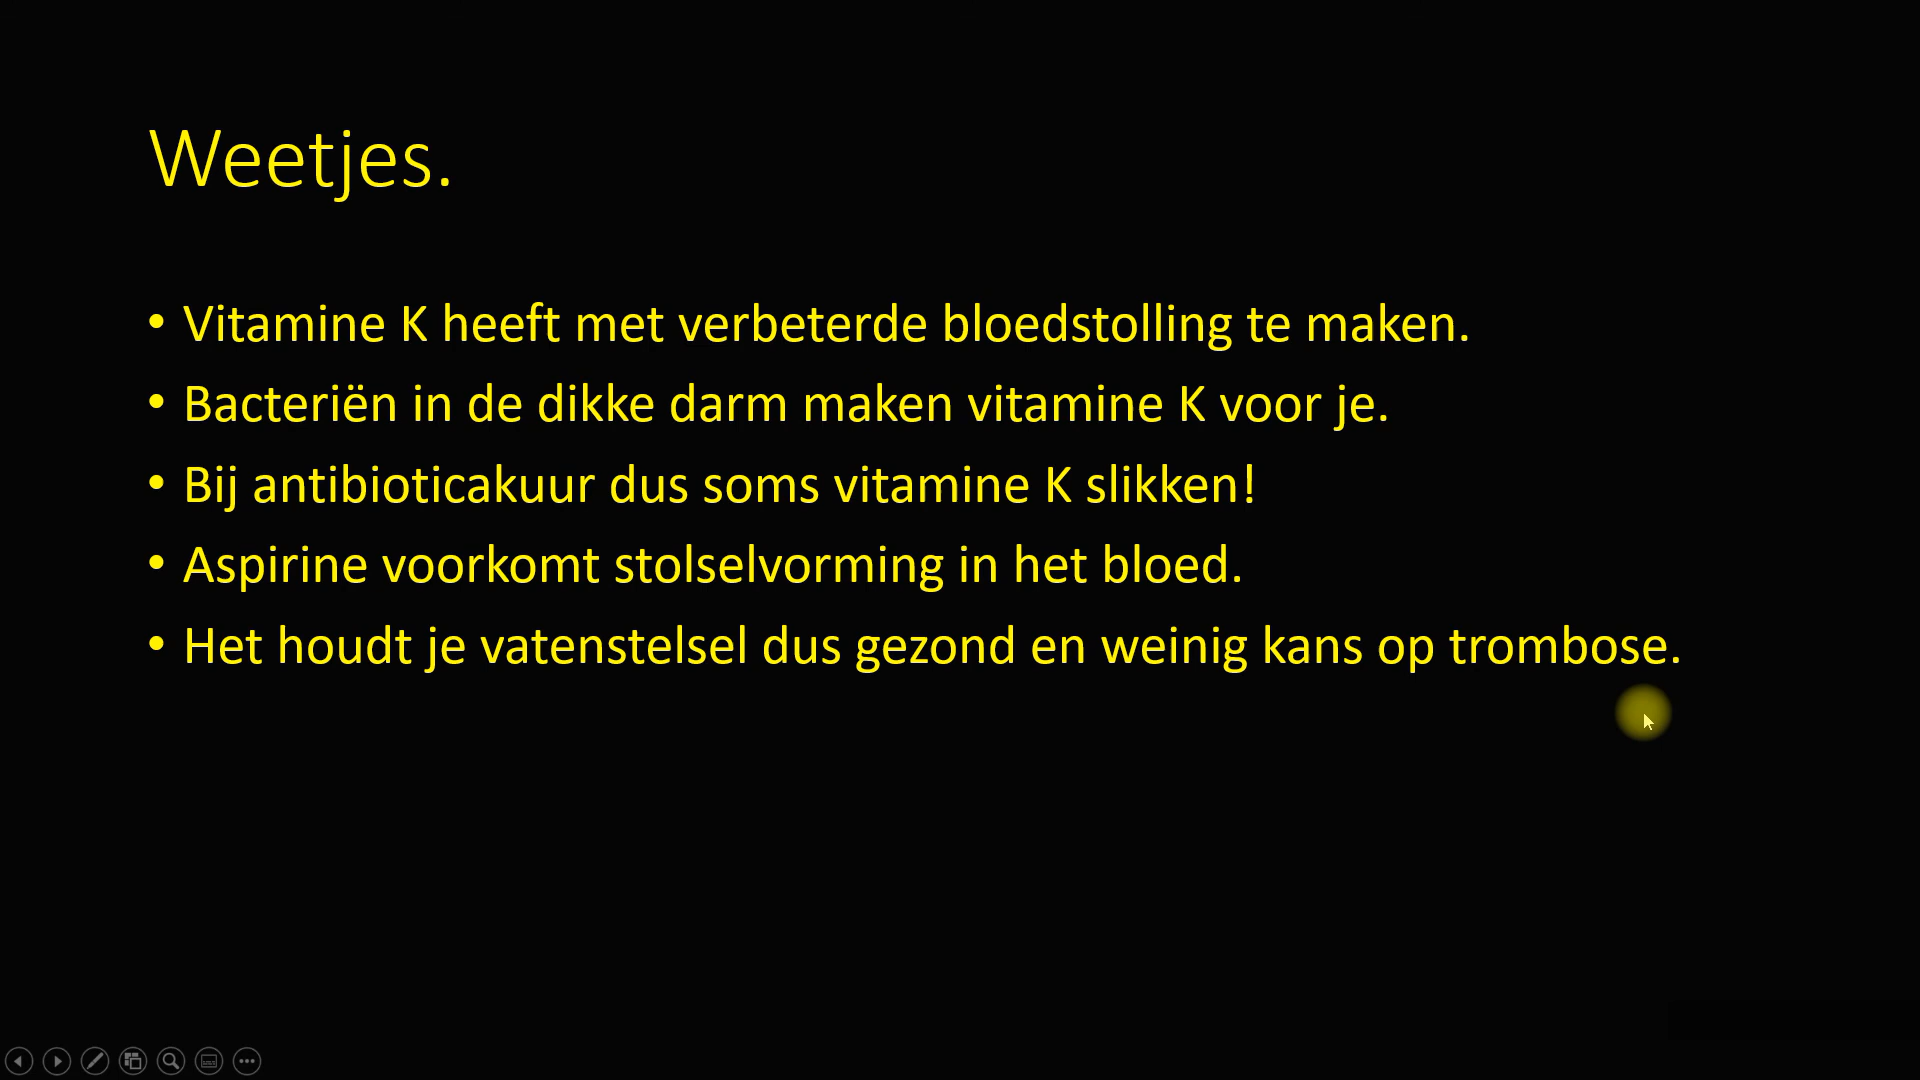 Weetjes.
• Vitamine K heeft met verbeterde bloedstolling te maken.
• Bacteriën in de dikke darm maken vitamine K voor je.
• Bij antibioticakuur dus soms vitamine K slikken!
• Aspirine voorkomt stolselvorming in het bloed.
• Het houdt je vatenstelsel dus gezond en weinig kans op trombose.